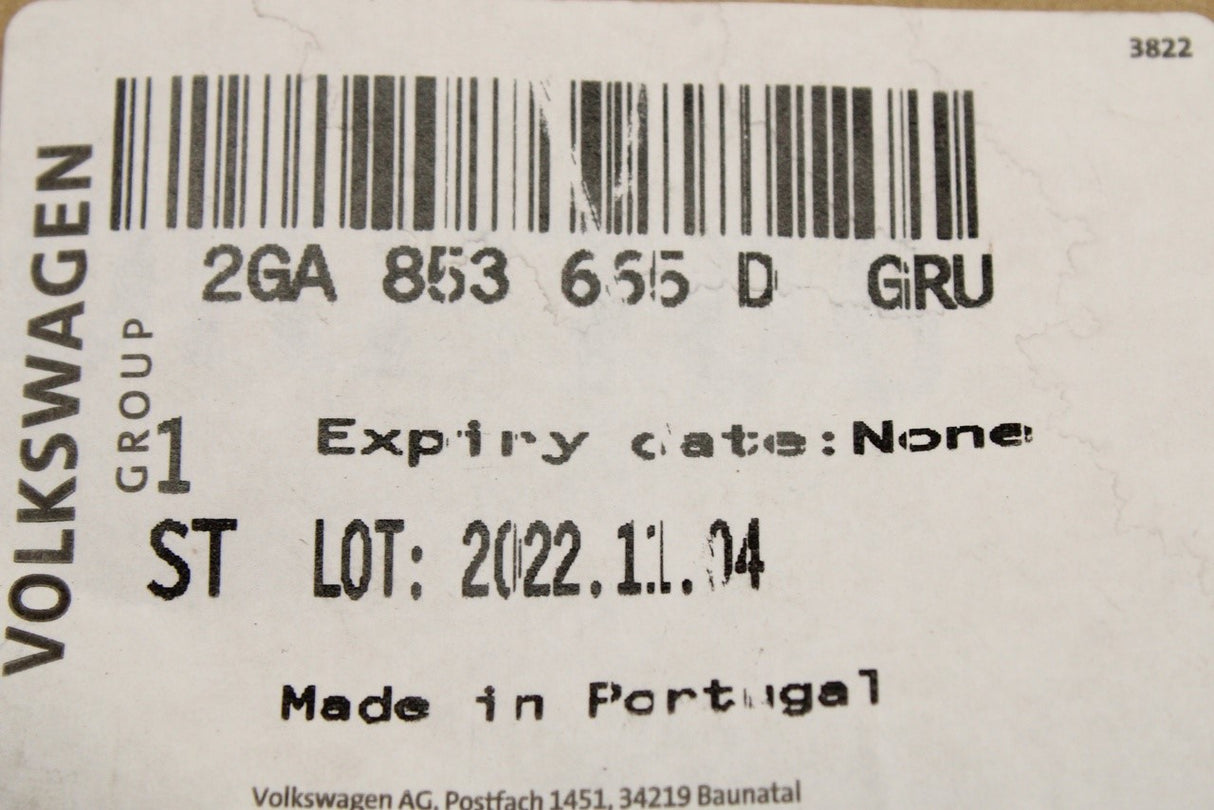 3822
VOLKSWAGEN
GROUP
2GA 853 665 D GRU
1 Expiry date:None
ST LOT: 2022.11.04
Made in Portugal
Volkswagen AG, Postfach 1451, 34219 Baunatal